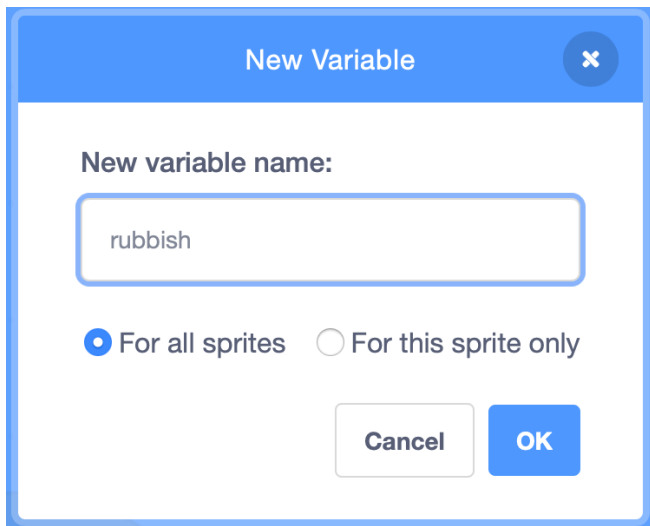 New Variable
New variable name:
rubbish
For all sprites For this sprite only
Cancel OK